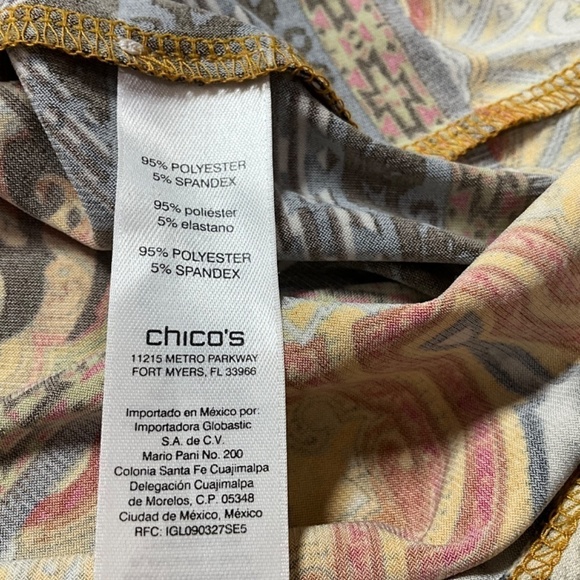 95% POLYESTER
5% SPANDEX
95% poliéster
5% elastano
95% POLYESTER
5% SPANDEX
chico's
11215 METRO PARKWAY
FORT MYERS, FL 33966
Importado en México por:
Importadora Globastic
S.A. de C.V.
Mario Pani No. 200
Colonia Santa Fe Cuajimalpa
Delegación Cuajimalpa
de Morelos, C.P. 05348
Ciudad de México, México
RFC: IGL090327SE5